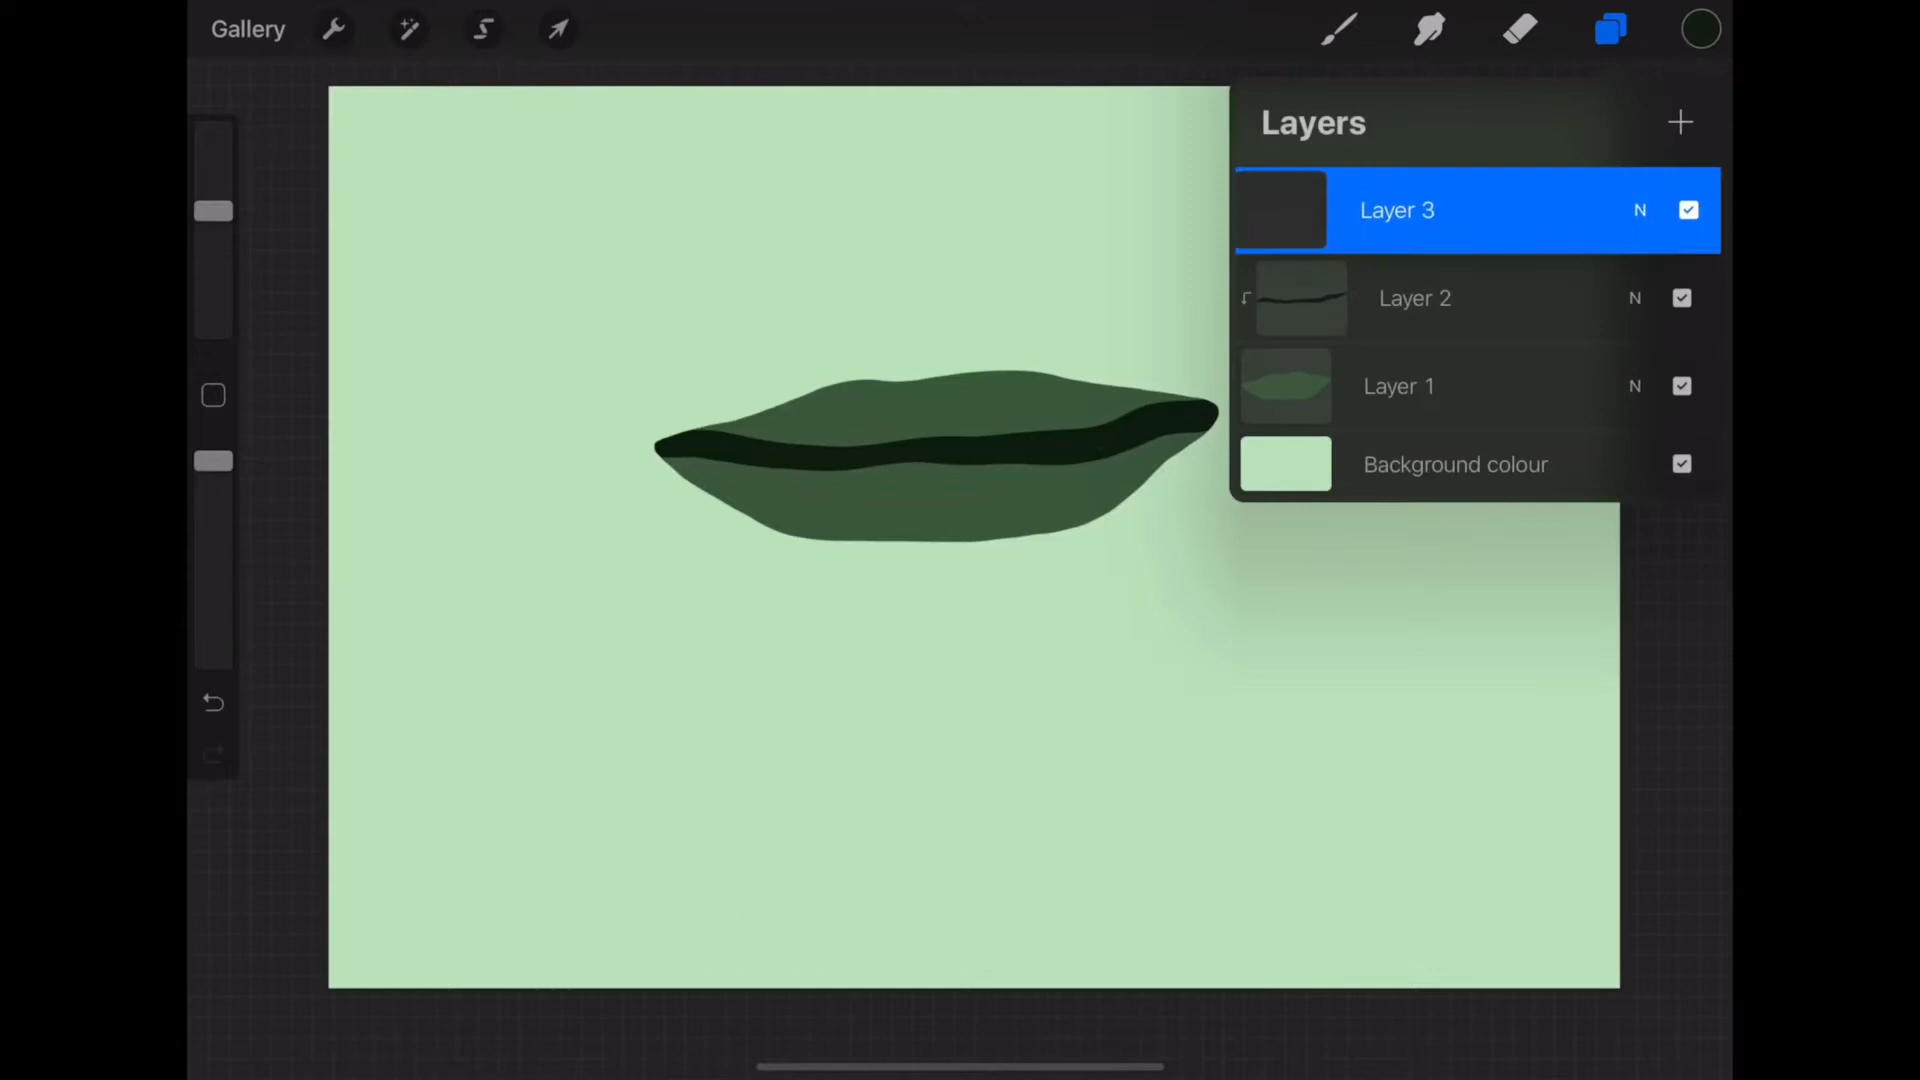 Gallery
Layers
Layer 3 N
Layer 2 N
Layer 1 N
Background colour